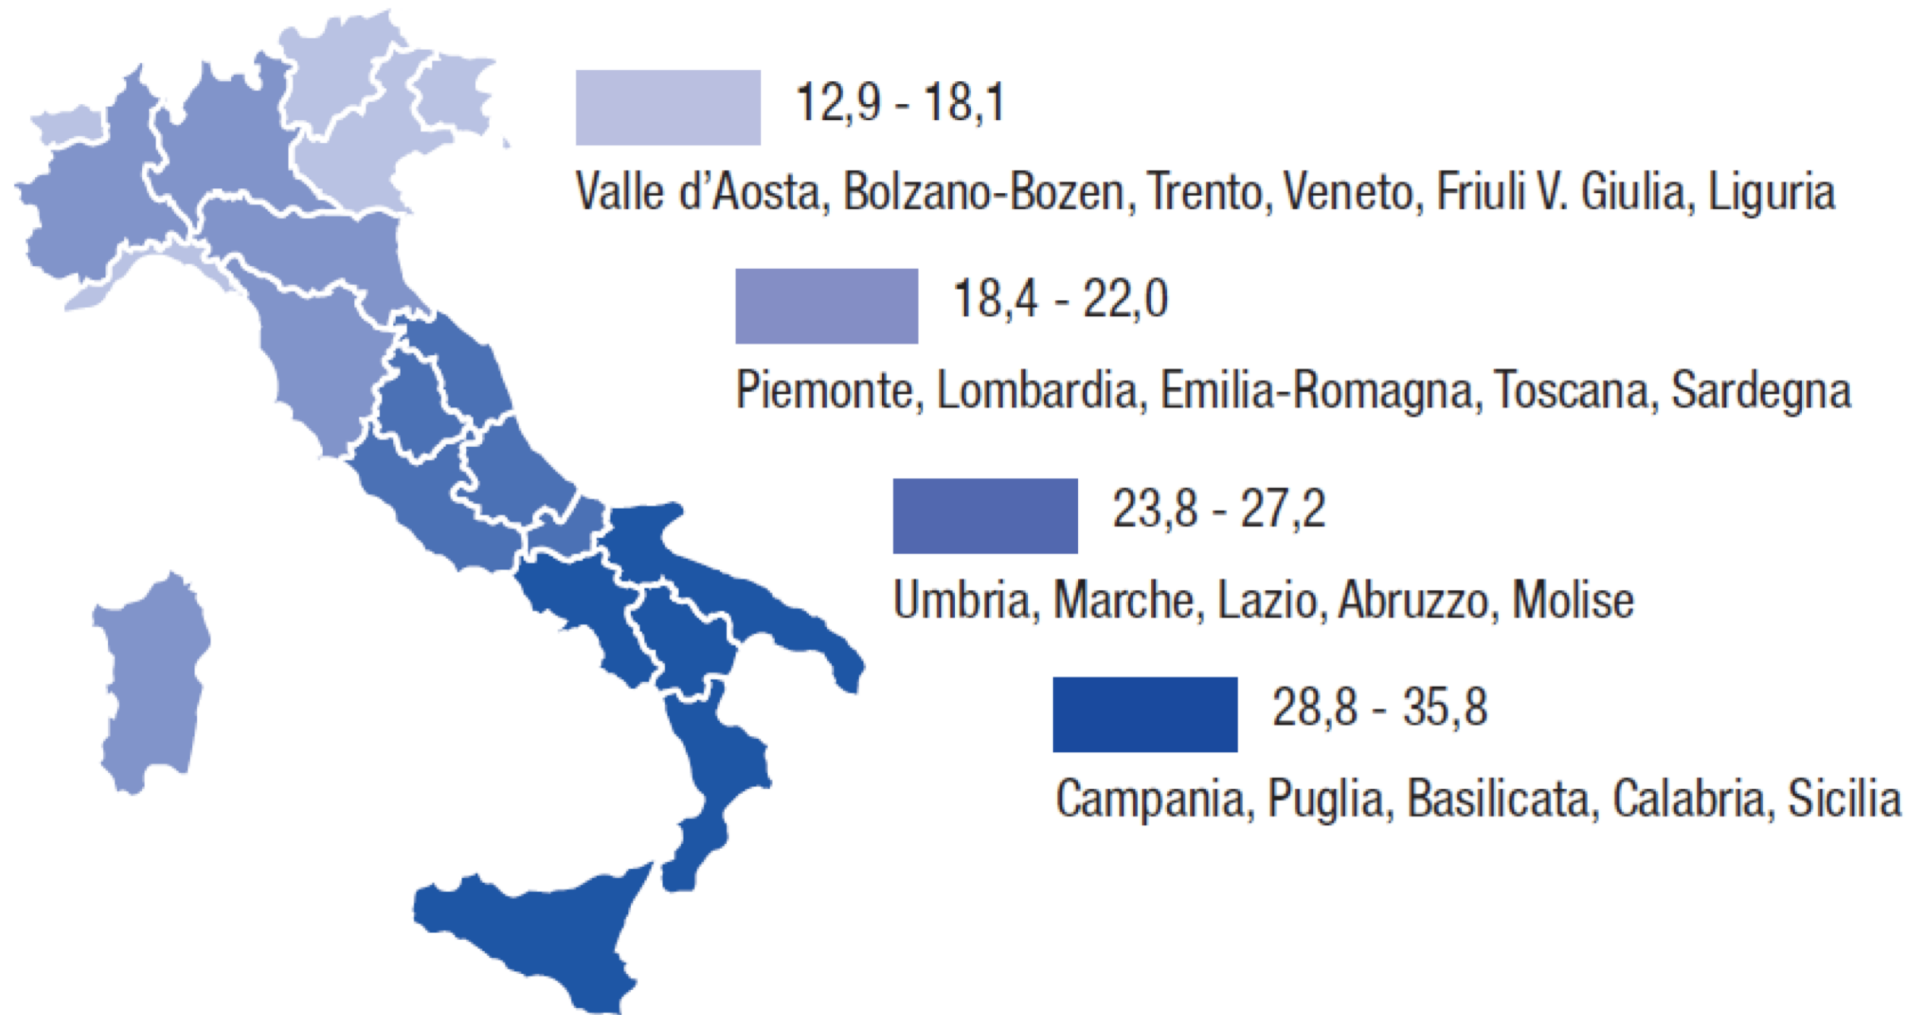 12,9 - 18,1
Valle d’Aosta, Bolzano-Bozen, Trento, Veneto, Friuli V. Giulia, Liguria
18,4 - 22,0
Piemonte, Lombardia, Emilia-Romagna, Toscana, Sardegna
23,8 - 27,2
Umbria, Marche, Lazio, Abruzzo, Molise
28,8 - 35,8
Campania, Puglia, Basilicata, Calabria, Sicilia